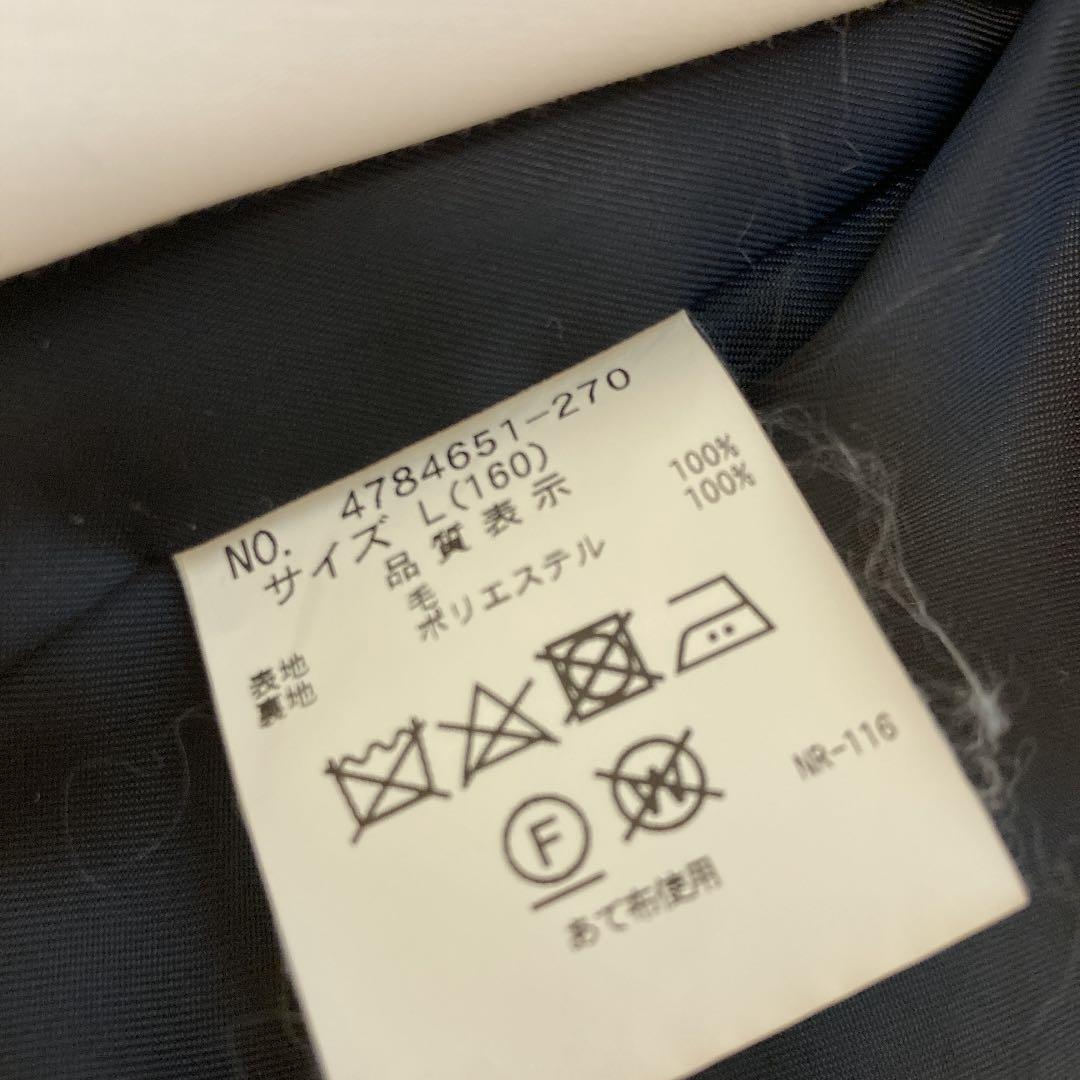 NO. 4784651-270
サイズ L(160)
品質表示
表地 毛 100%
裏地 ポリエステル 100%
F
W
NR-116
あて布使用